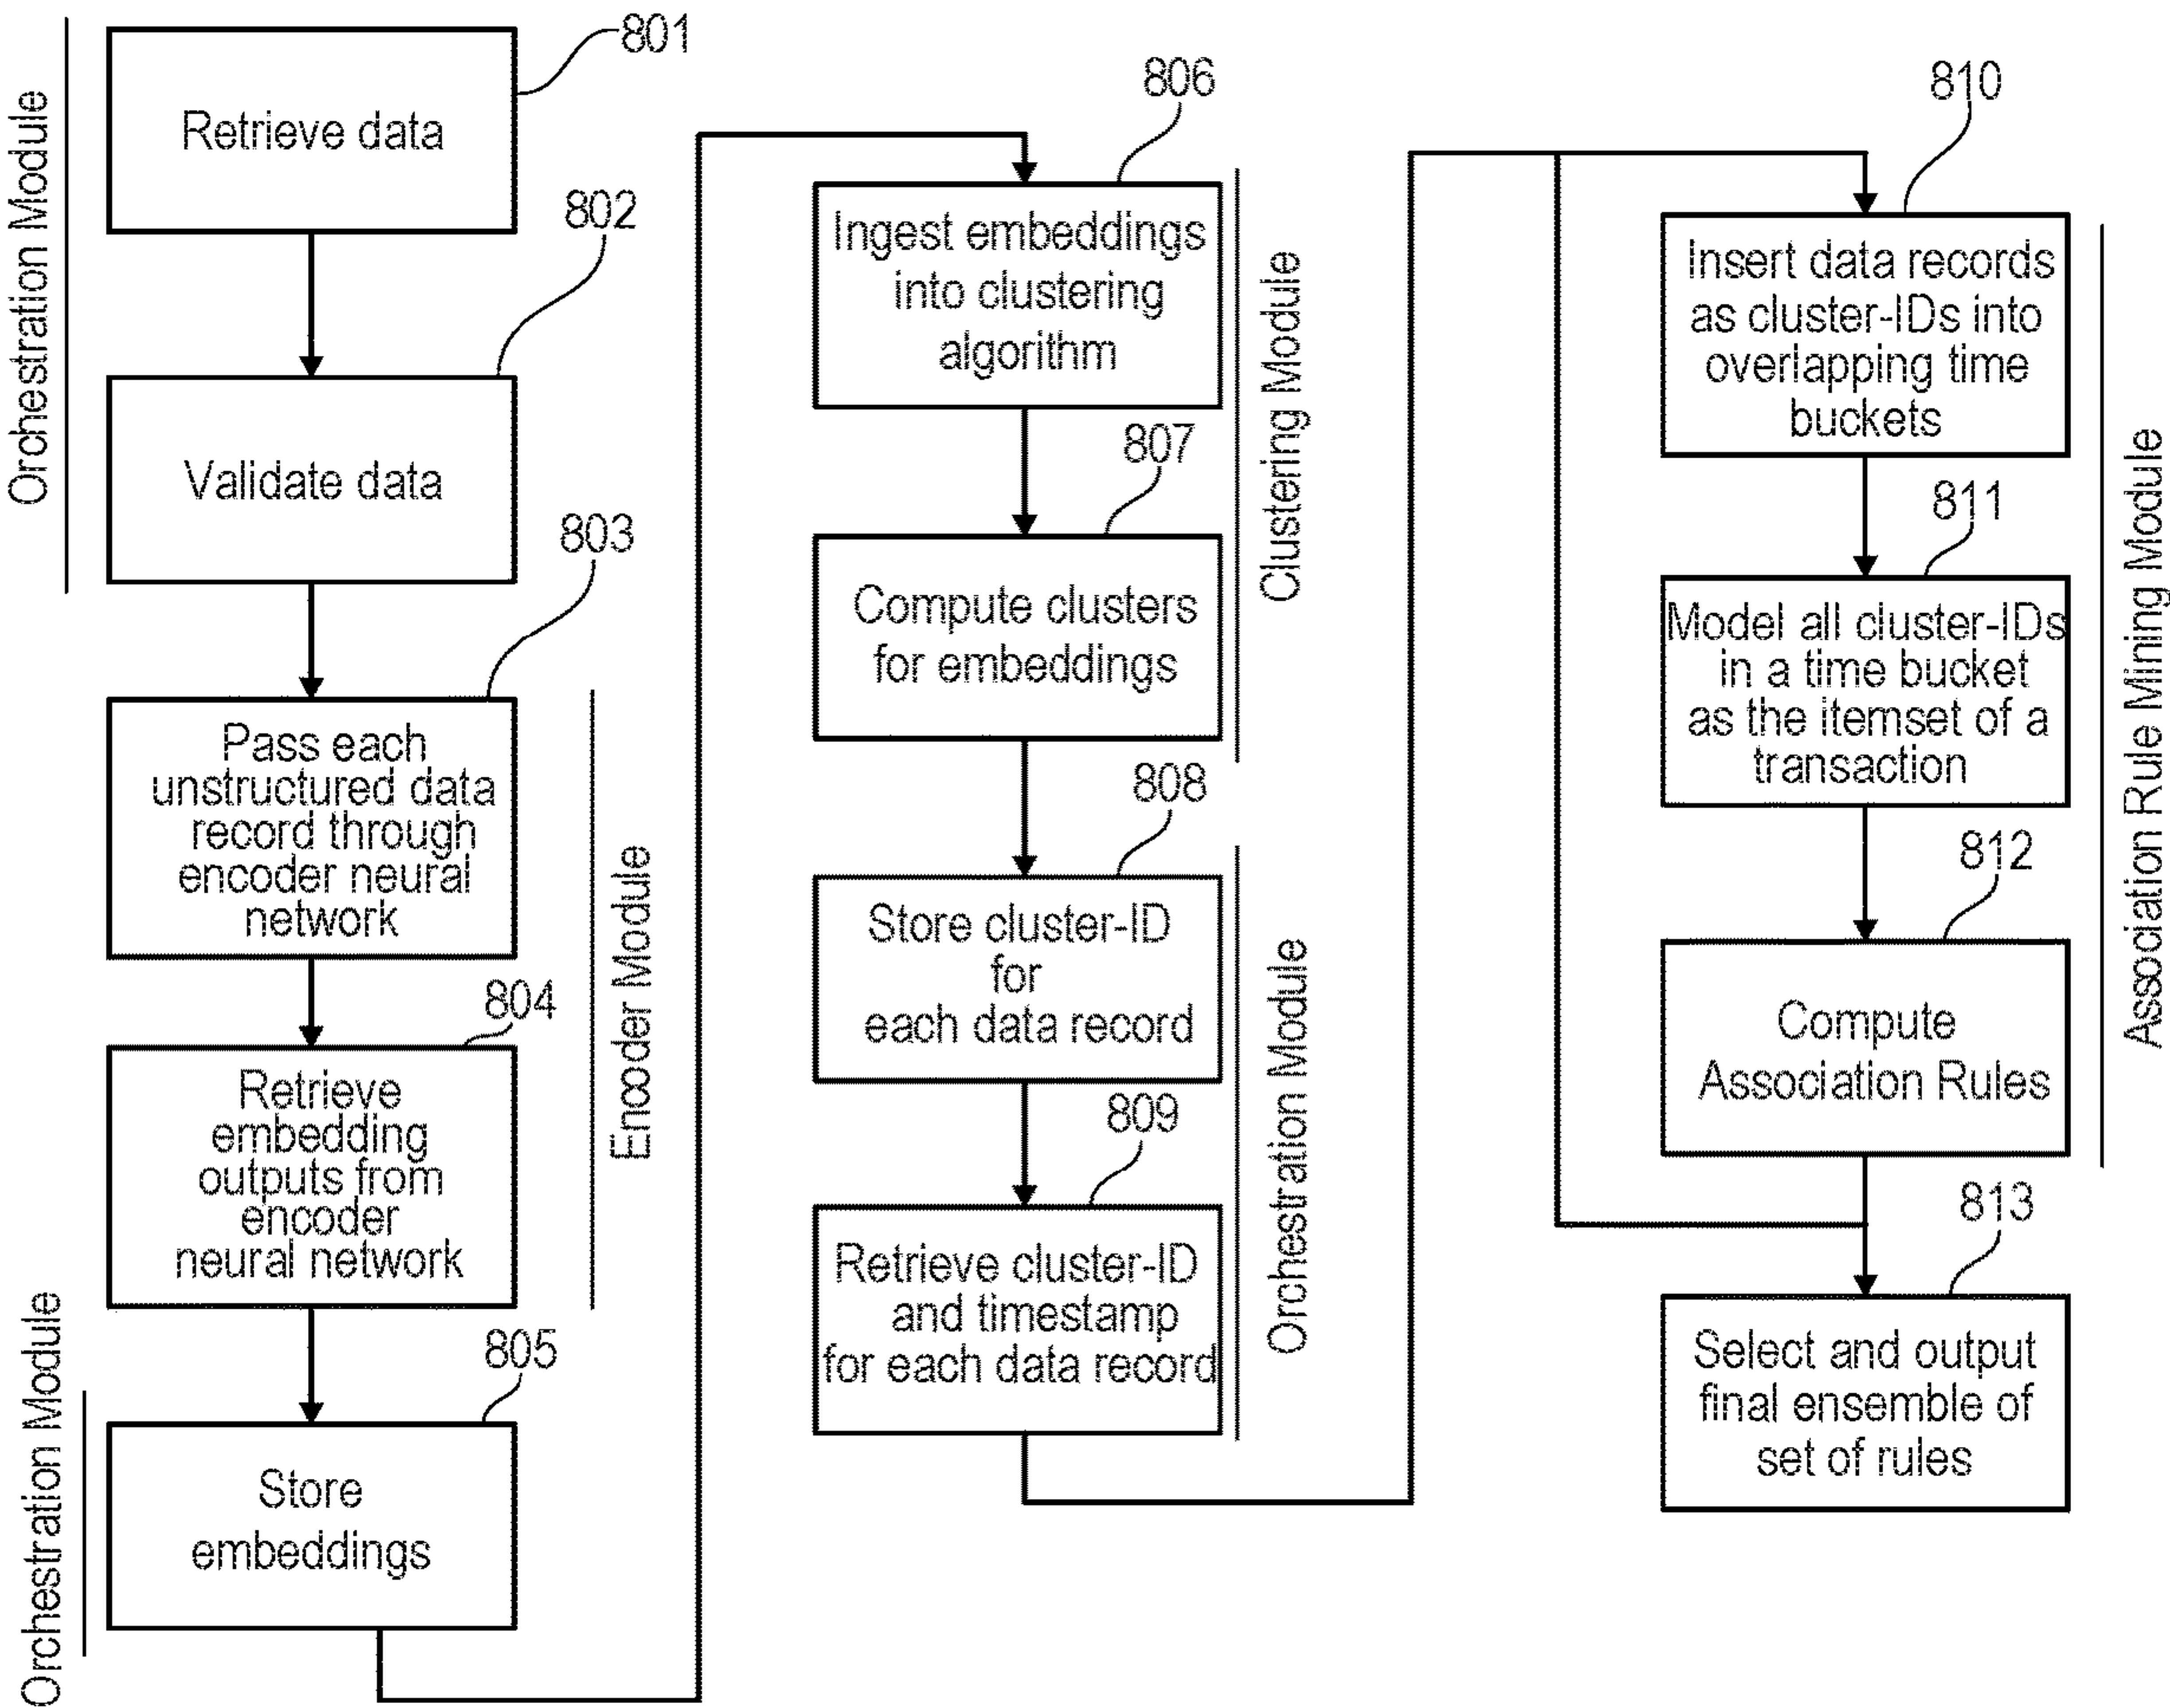 Orchestration Module
801
Retrieve data
802
Validate data
803
Pass each
unstructured data
record through
encoder neural
network
Encoder Module
804
Retrieve
embedding
outputs from
encoder
neural network
Orchestration Module
805
Store
embeddings
806
Ingest embeddings
into clustering
algorithm
Clustering Module
807
Compute clusters
for embeddings
808
Store cluster-ID
for
each data record
Orchestration Module
809
Retrieve cluster-ID
and timestamp
for each data record
810
Insert data records
as cluster-IDs into
overlapping time
buckets
Association Rule Mining Module
811
Model all cluster-IDs
in a time bucket
as the itemset of a
transaction
812
Compute
Association Rules
813
Select and output
final ensemble of
set of rules